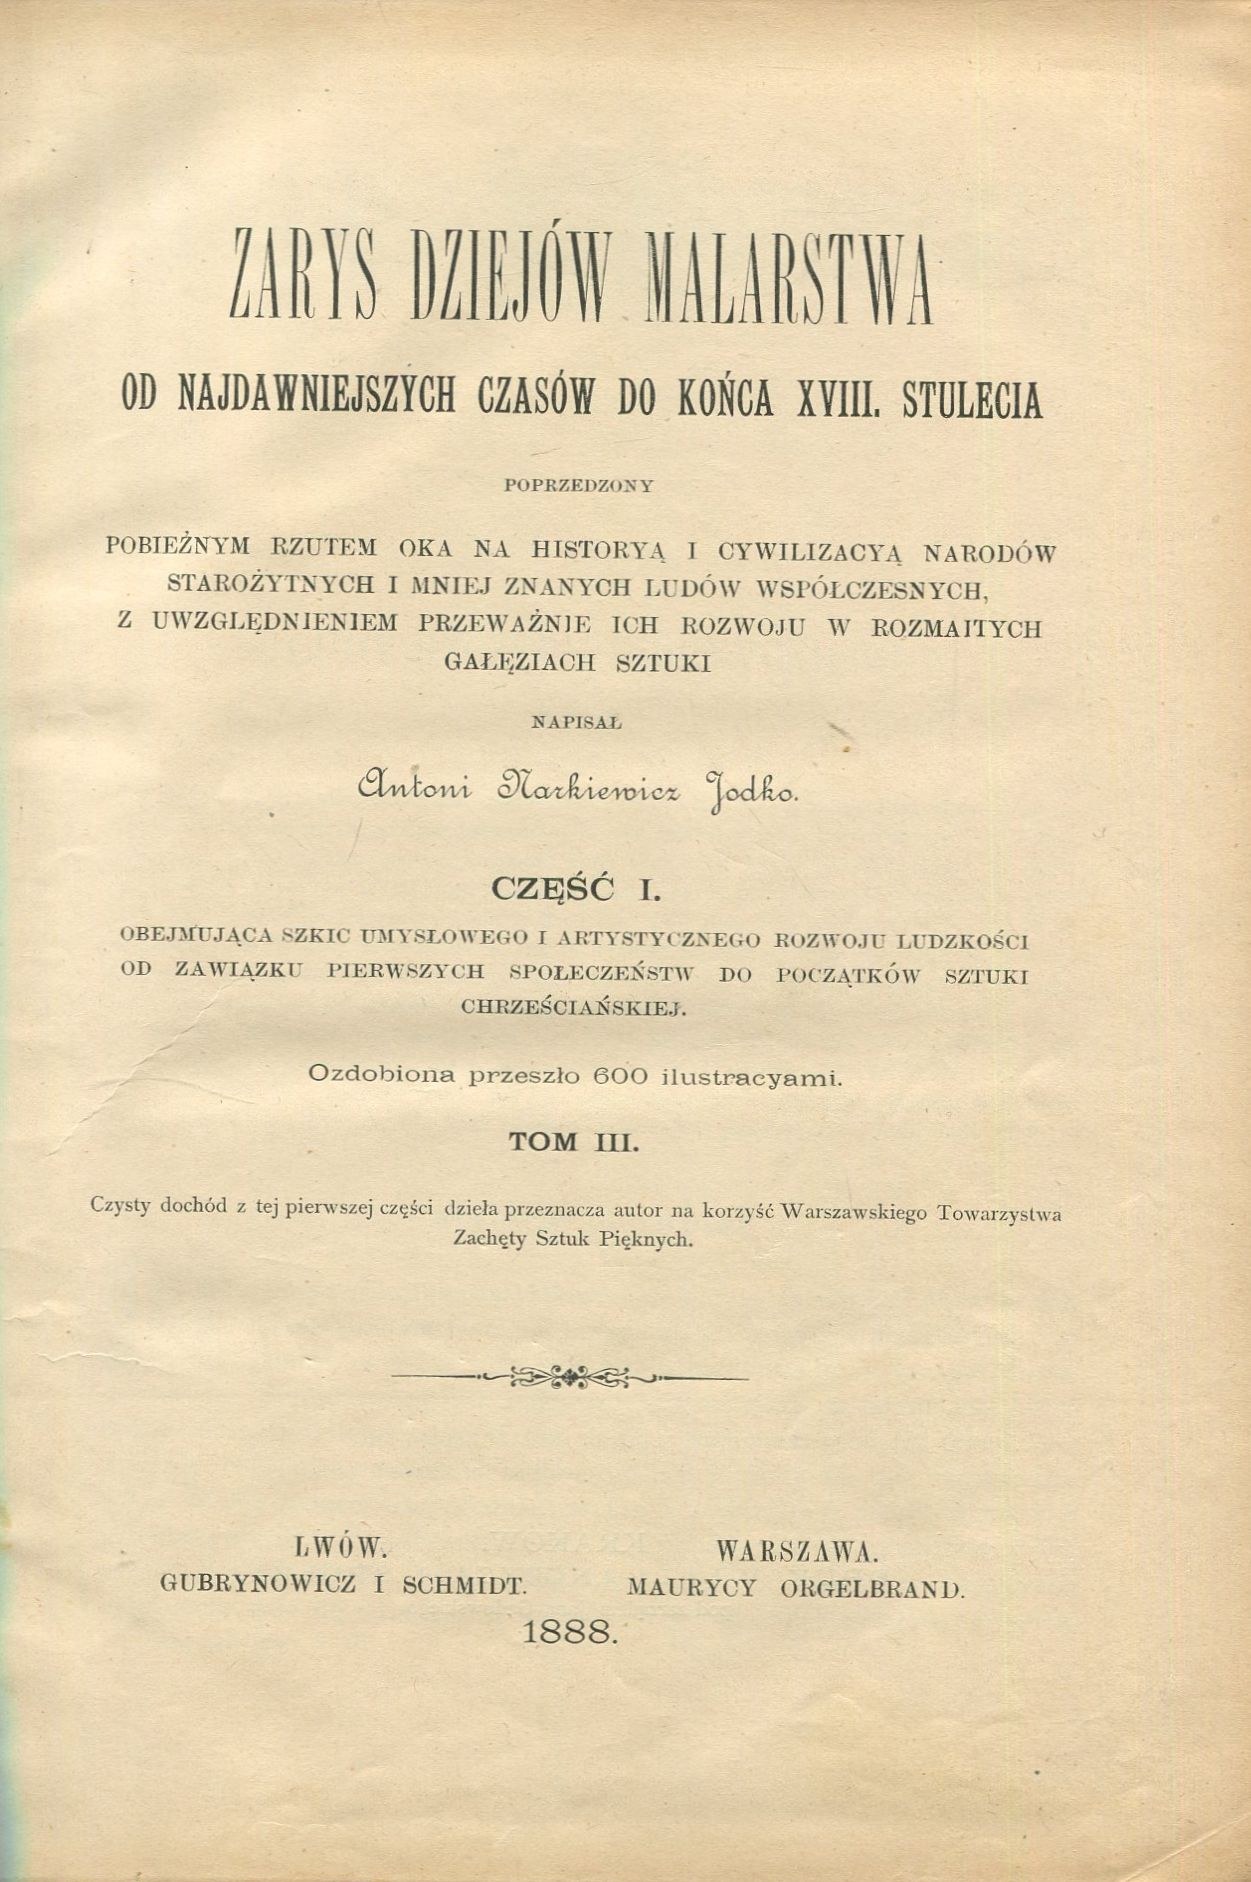 ZARYS DZIEJÓW MALARSTWA
OD NAJDAWNIEJSZYCH CZASÓW DO KOŃCA XVIII. STULECIA
POPRZEDZONY
POBIEŻNYM RZUTEM OKA NA HISTORYĄ I CYWILIZACYĄ NARODÓW
STAROŻYTNYCH I MNIEJ ZNANYCH LUDÓW WSPÓŁCZESNYCH,
Z UWZGLĘDNIENIEM PRZEWAŻNIE ICH ROZWOJU W ROZMAITYCH
GAŁĘZIACH SZTUKI
NAPISAŁ
Antoni Narkiewicz Jodko.
CZĘŚĆ I.
OBEJMUJĄCA SZKIC UMYSŁOWEGO I ARTYSTYCZNEGO ROZWOJU LUDZKOŚCI
OD ZAWIĄZKU PIERWSZYCH SPOŁECZEŃSTW DO POCZĄTKÓW SZTUKI
CHRZEŚCIAŃSKIEJ.
Ozdobiona przeszło 600 ilustracyami.
TOM III.
Czysty dochód z tej pierwszej części dzieła przeznacza autor na korzyść Warszawskiego Towarzystwa
Zachęty Sztuk Pięknych.
LWÓW.
GUBRYNOWICZ I SCHMIDT.
WARSZAWA.
MAURYCY ORGELBRAND.
1888.